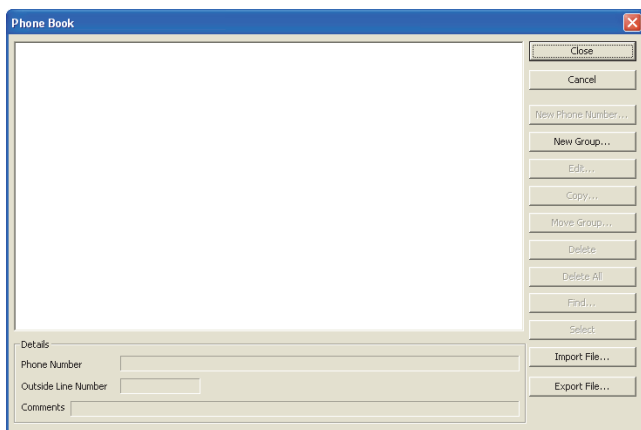 Phone Book
Close
Cancel
New Phone Number...
New Group...
Edit...
Copy...
Move Group...
Delete
Delete All
Find...
Select
Import File...
Export File...
Details
Phone Number
Outside Line Number
Comments